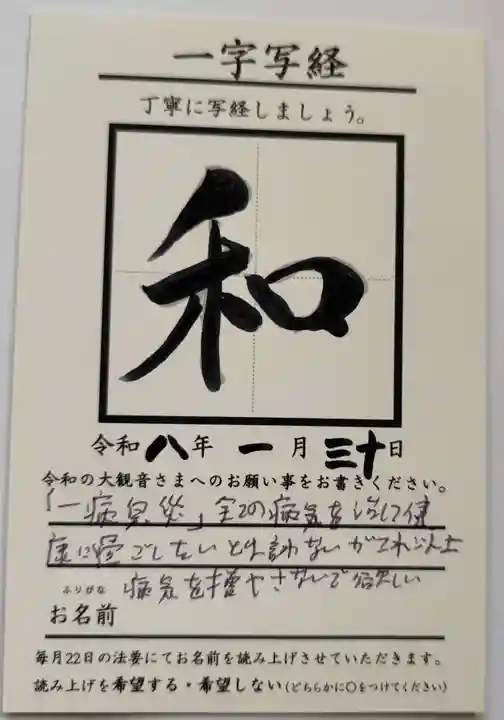 一字写経
丁寧に写経しましょう。
和
令和八年一月三十日
令和の大観音さまへのお願い事をお書きください。
「一病息災」全ての病気を治して健
康に過ごしたいとは言わないがこれ以上
ふりがな 病気を増やさないで欲しい
お名前
毎月22日の法要にてお名前を読み上げさせていただきます。
読み上げを希望する・希望しない(どちらかに○をつけてください)